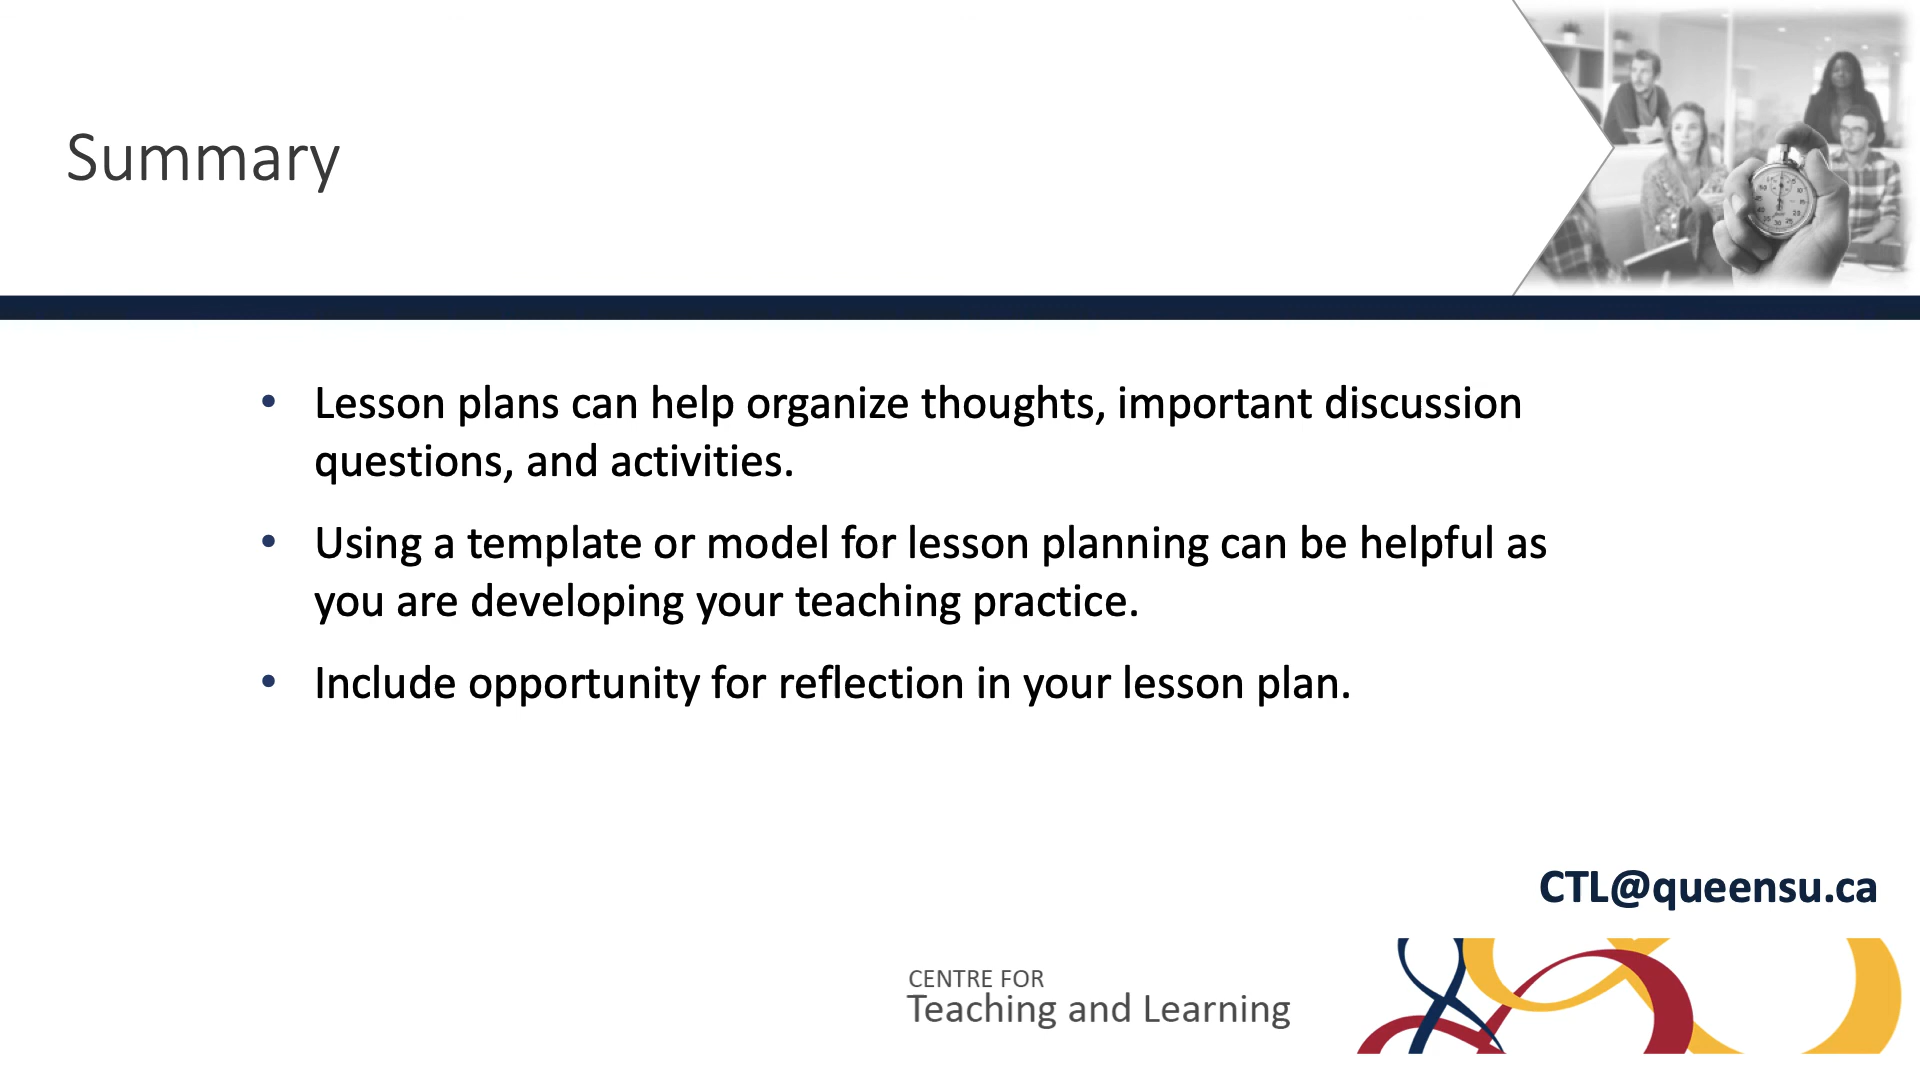 Summary
• Lesson plans can help organize thoughts, important discussion
questions, and activities.
• Using a template or model for lesson planning can be helpful as
you are developing your teaching practice.
• Include opportunity for reflection in your lesson plan.
CTL@queensu.ca
CENTRE FOR
Teaching and Learning